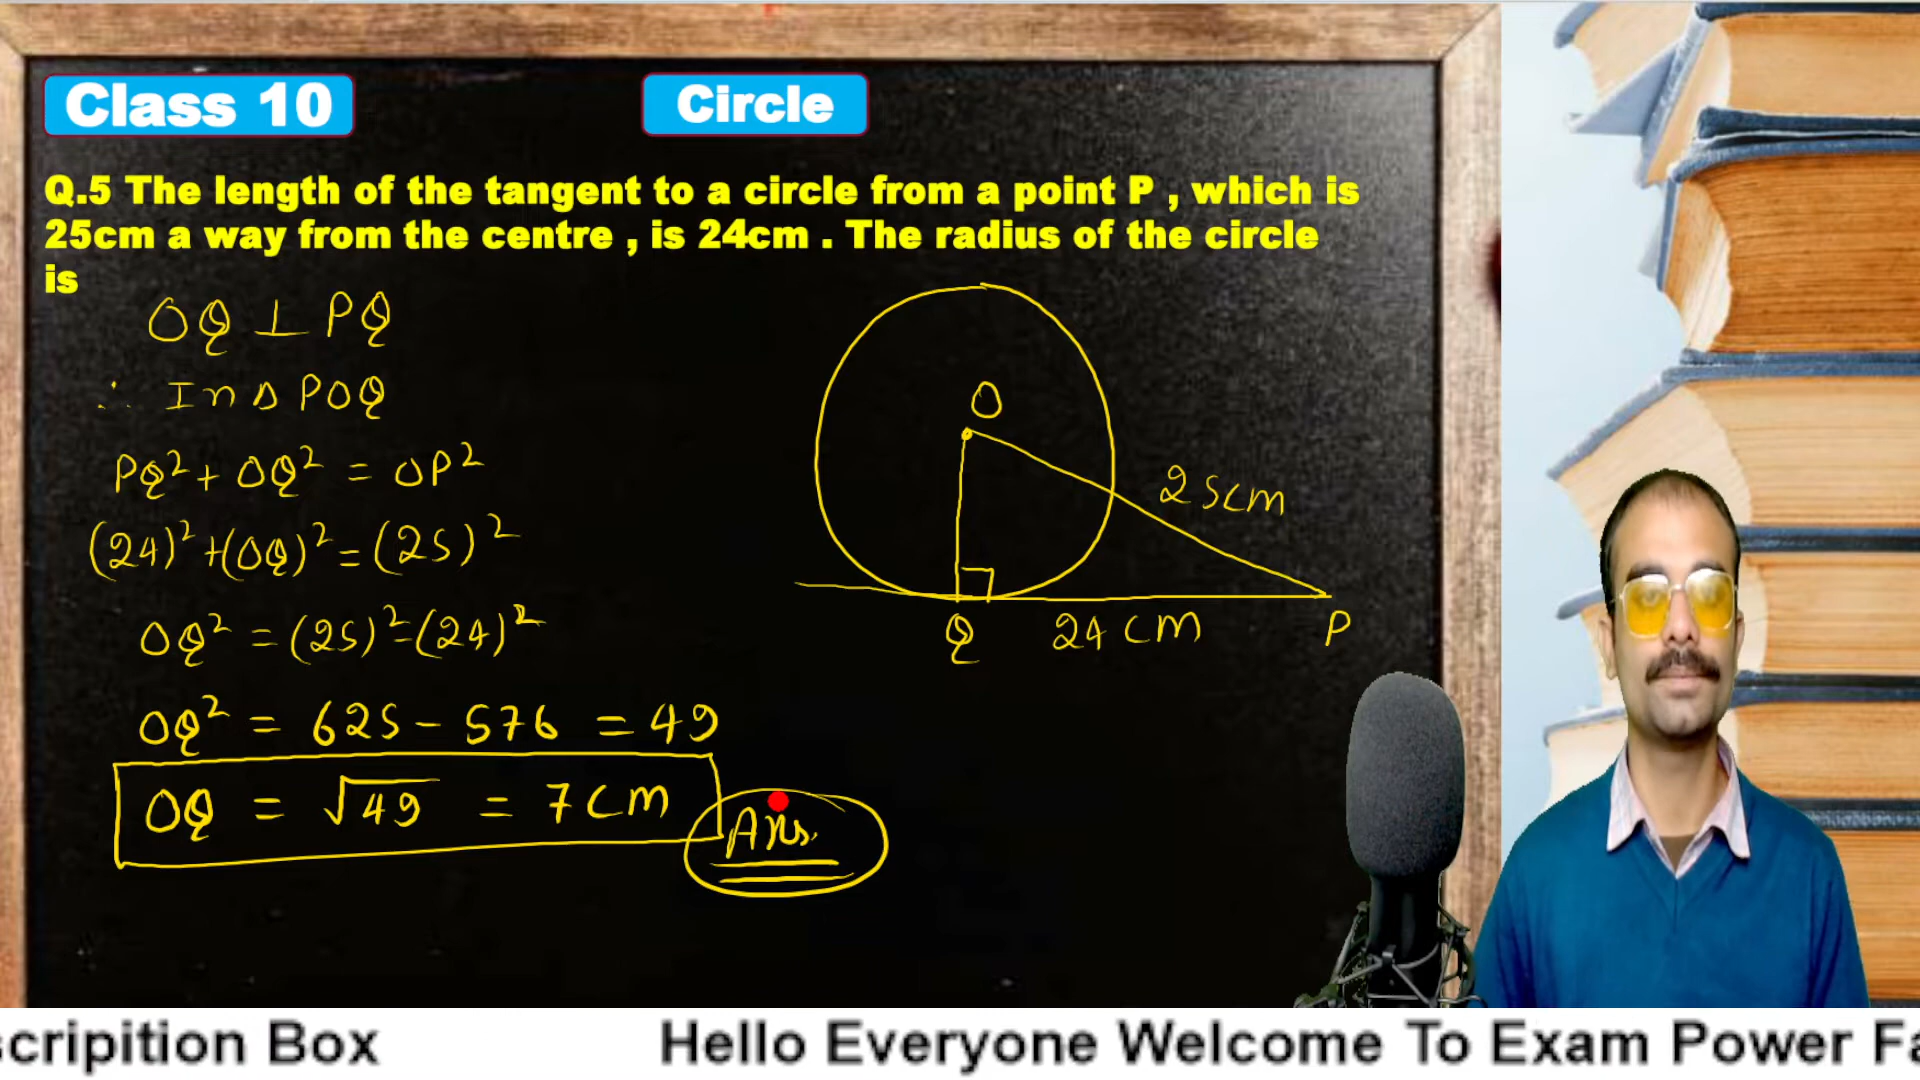 Class 10
Circle
Q.5 The length of the tangent to a circle from a point P , which is
25cm a way from the centre , is 24cm . The radius of the circle
is
OQ ⊥ PQ
∴ In Δ POQ
PQ² + OQ² = OP²
(24)² + (OQ)² = (25)²
OQ² = (25)² - (24)²
OQ² = 625 - 576 = 49
OQ = √49 = 7cm
Ans.
O
25cm
Q 24 cm P
scripition Box Hello Everyone Welcome To Exam Power Fa